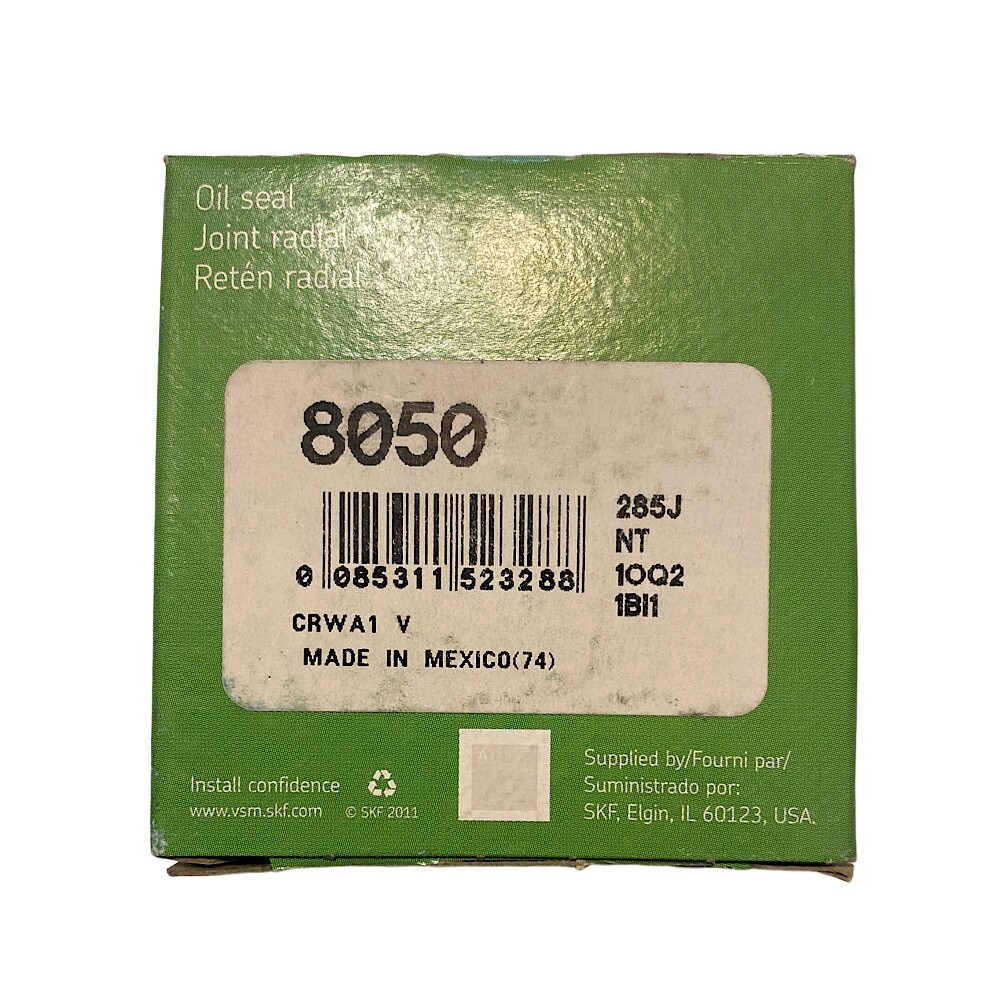 Oil seal
Joint radial
Retén radial
8050
0 085311 523288
285J
NT
10Q2
1BI1
CRWA1 V
MADE IN MEXICO(74)
Install confidence
www.vsm.skf.com © SKF 2011
Supplied by/Fourni par/
Suministrado por:
SKF, Elgin, IL 60123, USA.